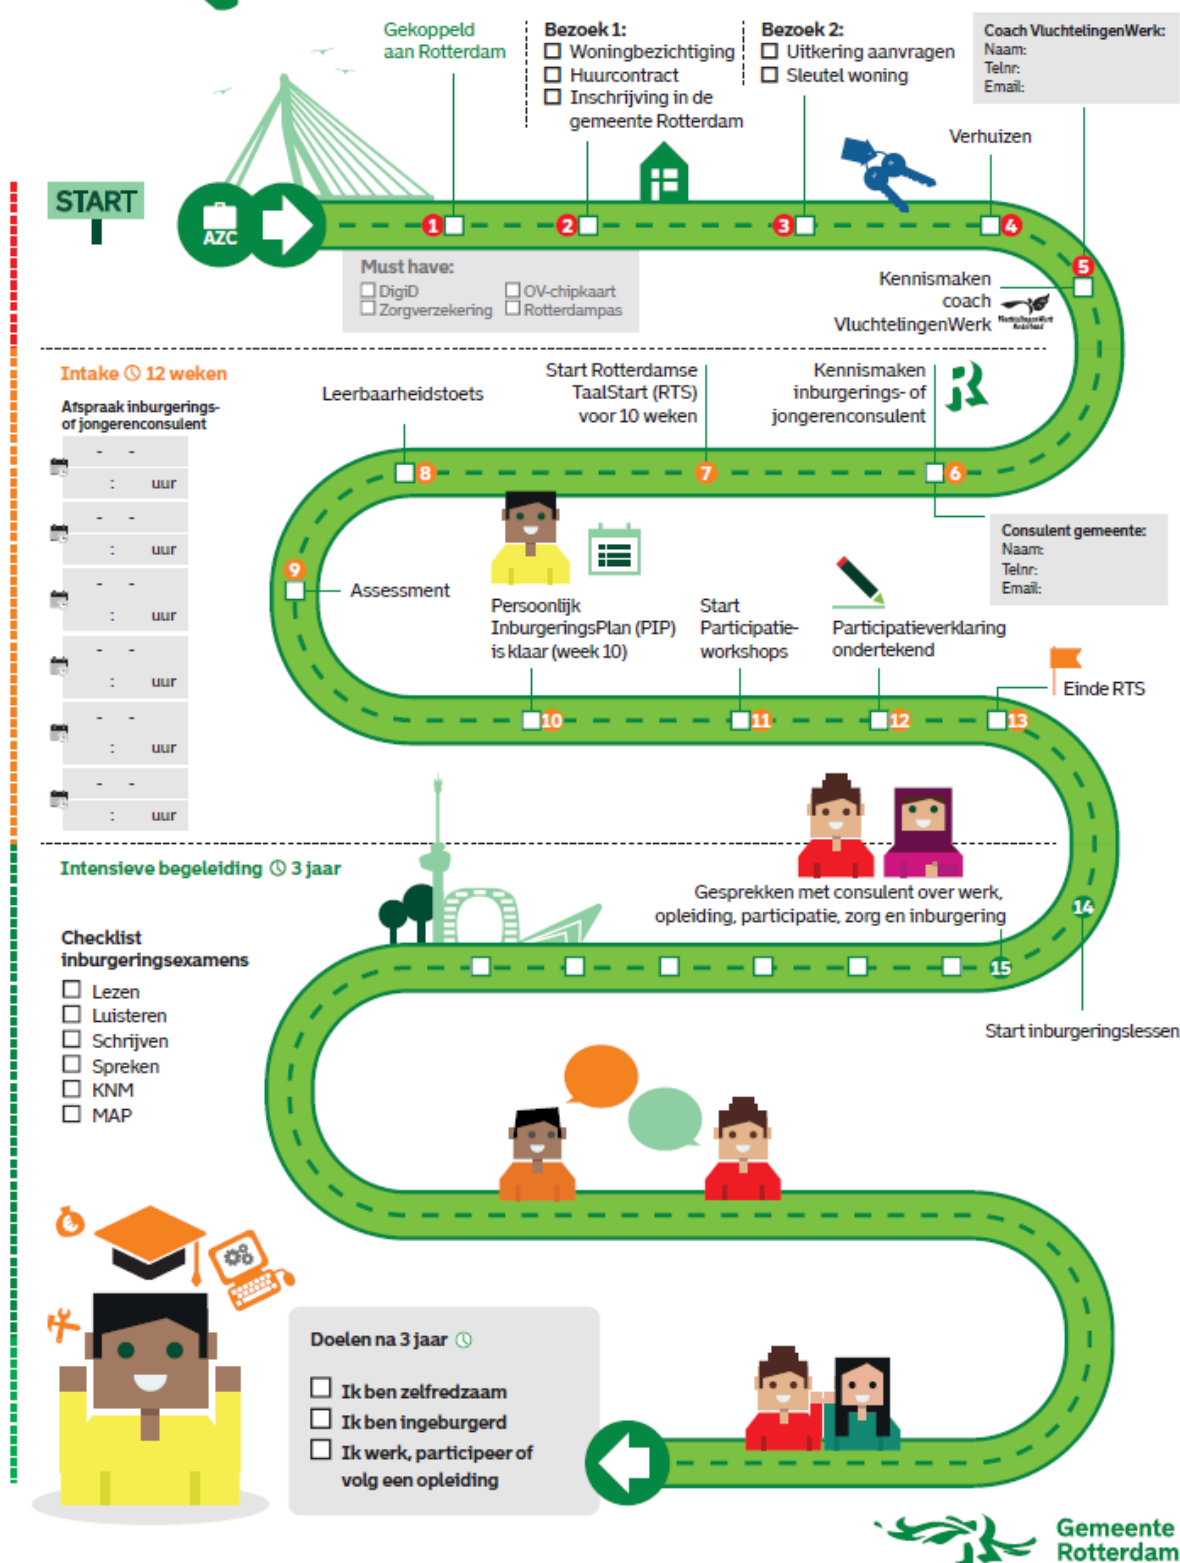 Gekoppeld
aan Rotterdam
Bezoek 1:
Woningbezichtiging
Huurcontract
Inschrijving in de
gemeente Rotterdam
Bezoek 2:
Uitkering aanvragen
Sleutel woning
Coach VluchtelingenWerk:
Naam:
Telnr:
Email:
Verhuizen
START
AZC
1
2
3
4
5
Must have:
DigiD
OV-chipkaart
Zorgverzekering
Rotterdampas
Kennismaken
coach
VluchtelingenWerk
VluchtelingenWerk
Nederland
Intake 12 weken
Afspraak inburgerings-
of jongerenconsulent
- -
: uur
- -
: uur
- -
: uur
- -
: uur
- -
: uur
- -
: uur
Leerbaarheidstoets
Start Rotterdamse
TaalStart (RTS)
voor 10 weken
Kennismaken
inburgerings- of
jongerenconsulent
8
7
6
Consulent gemeente:
Naam:
Telnr:
Email:
9
Assessment
Persoonlijk
InburgeringsPlan (PIP)
is klaar (week 10)
Start
Participatie-
workshops
Participatieverklaring
ondertekend
Einde RTS
10
11
12
13
Intensieve begeleiding 3 jaar
Gesprekken met consulent over werk,
opleiding, participatie, zorg en inburgering
14
15
Start inburgeringslessen
Checklist
inburgeringsexamens
Lezen
Luisteren
Schrijven
Spreken
KNM
MAP
Doelen na 3 jaar
Ik ben zelfredzaam
Ik ben ingeburgerd
Ik werk, participeer of
volg een opleiding
Gemeente
Rotterdam